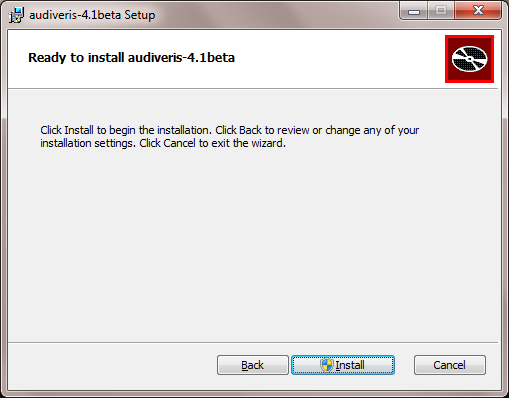 audiveris-4.1beta Setup
Ready to install audiveris-4.1beta
Click Install to begin the installation. Click Back to review or change any of your
installation settings. Click Cancel to exit the wizard.
Back
Install
Cancel